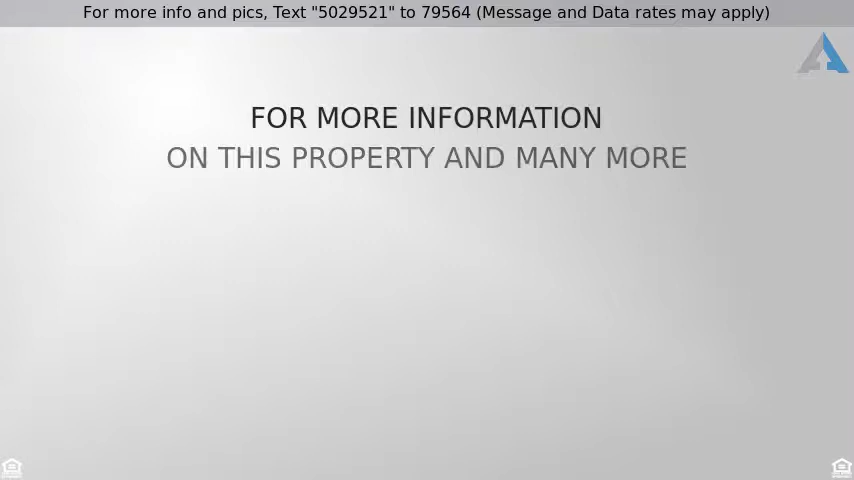 For more info and pics, Text "5029521" to 79564 (Message and Data rates may apply)
FOR MORE INFORMATION
ON THIS PROPERTY AND MANY MORE